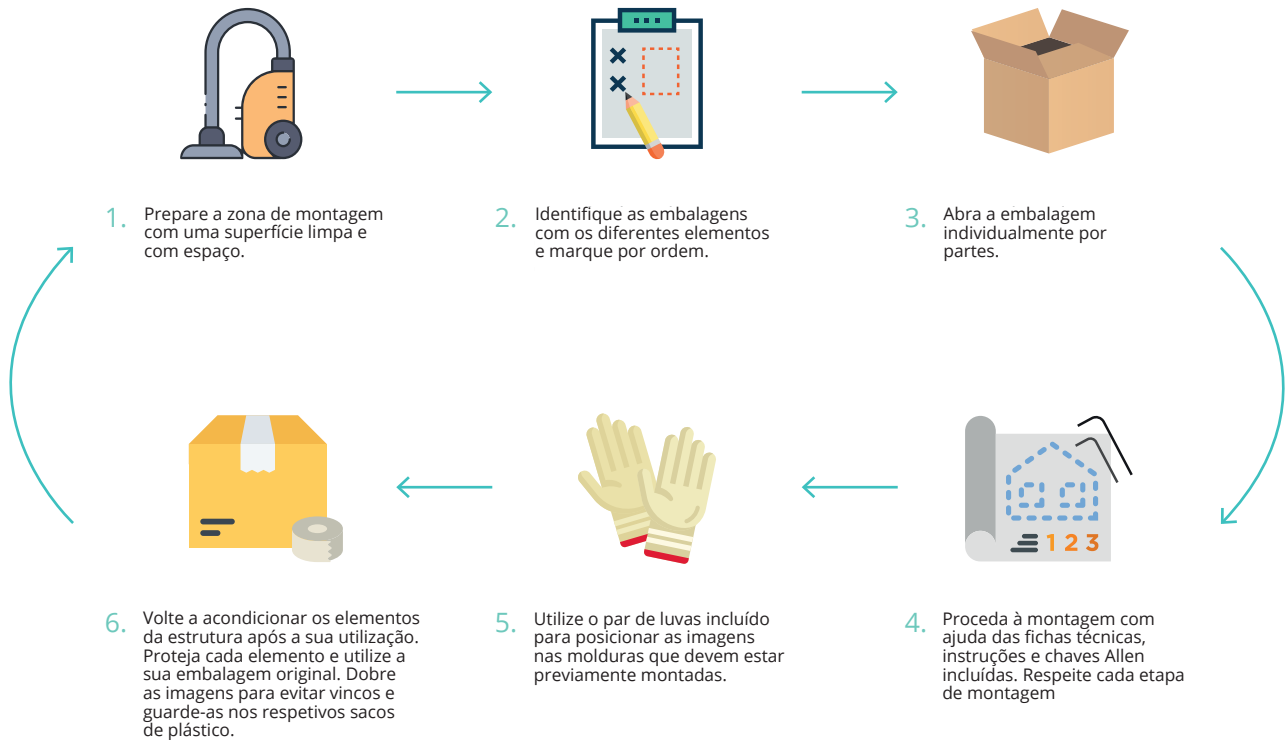 1. Prepare a zona de montagem
com uma superfície limpa e
com espaço.
2. Identifique as embalagens
com os diferentes elementos
e marque por ordem.
3. Abra a embalagem
individualmente por
partes.
1 2 3
4. Proceda à montagem com
ajuda das fichas técnicas,
instruções e chaves Allen
incluídas. Respeite cada etapa
de montagem
5. Utilize o par de luvas incluído
para posicionar as imagens
nas molduras que devem estar
previamente montadas.
6. Volte a acondicionar os elementos
da estrutura após a sua utilização.
Proteja cada elemento e utilize a
sua embalagem original. Dobre
as imagens para evitar vincos e
guarde-as nos respetivos sacos
de plástico.